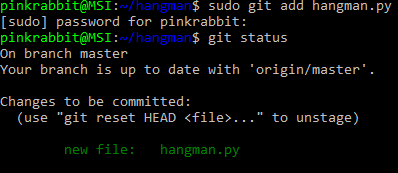 pinkrabbit@MSI:~/hangman$ sudo git add hangman.py
[sudo] password for pinkrabbit:
pinkrabbit@MSI:~/hangman$ git status
On branch master
Your branch is up to date with 'origin/master'.
Changes to be committed:
(use "git reset HEAD <file>..." to unstage)
new file: hangman.py